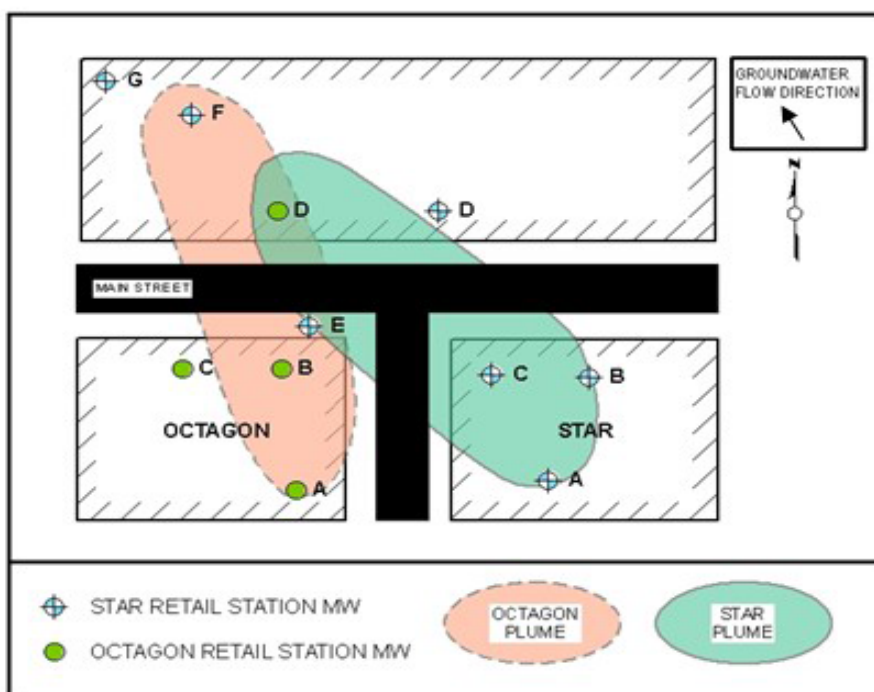 G
F
D
D
GROUNDWATER
FLOW DIRECTION
N
MAIN STREET
E
C
B
C
B
OCTAGON
STAR
A
A
STAR RETAIL STATION MW
OCTAGON RETAIL STATION MW
OCTAGON
PLUME
STAR
PLUME